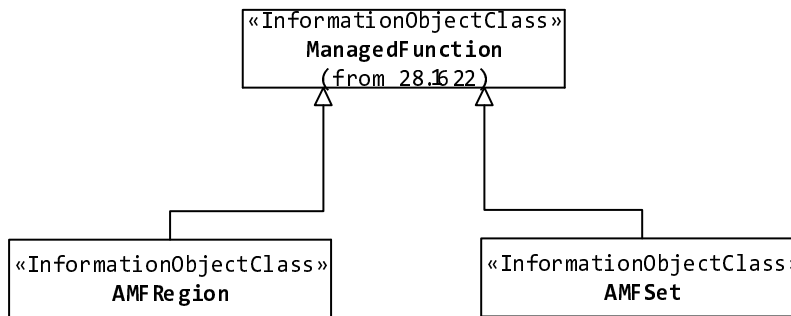 «InformationObjectClass»
ManagedFunction
(from 28.622)
«InformationObjectClass»
AMFRegion
«InformationObjectClass»
AMFSet